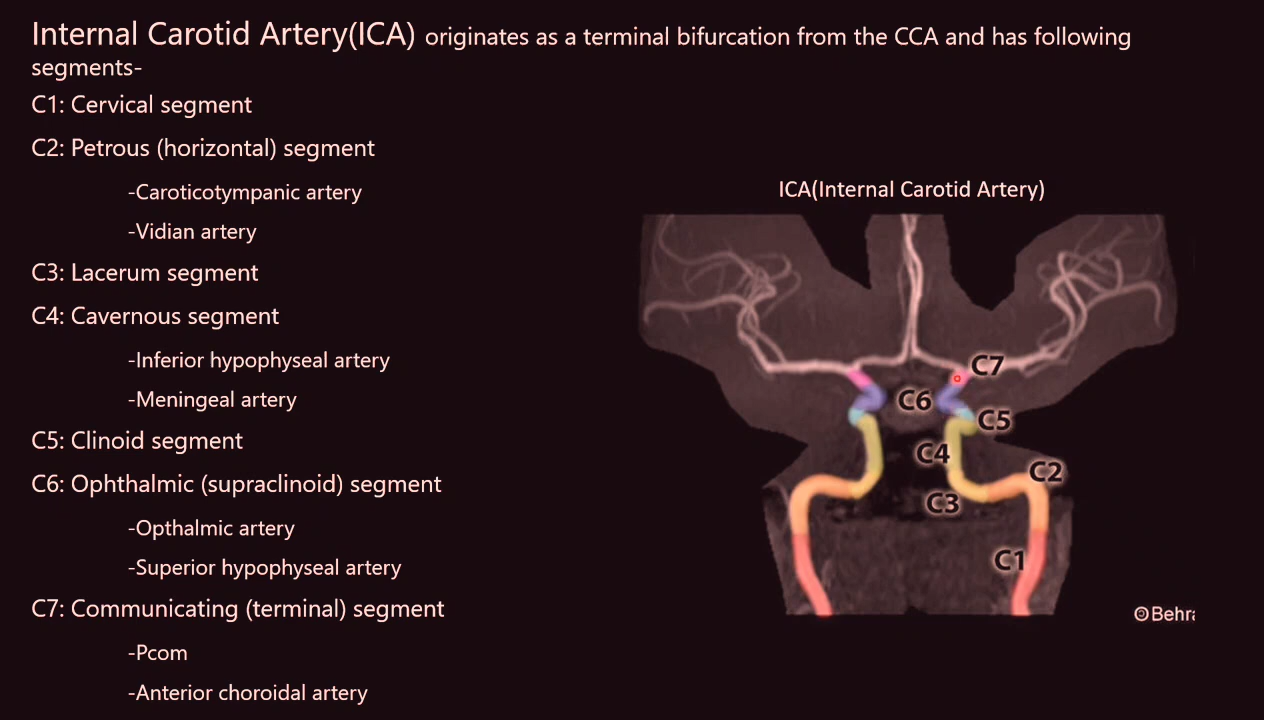 Internal Carotid Artery(ICA) originates as a terminal bifurcation from the CCA and has following
segments-
C1: Cervical segment
C2: Petrous (horizontal) segment
-Caroticotympanic artery
-Vidian artery
C3: Lacerum segment
C4: Cavernous segment
-Inferior hypophyseal artery
-Meningeal artery
C5: Clinoid segment
C6: Ophthalmic (supraclinoid) segment
-Opthalmic artery
-Superior hypophyseal artery
C7: Communicating (terminal) segment
-Pcom
-Anterior choroidal artery
ICA(Internal Carotid Artery)
C7
C6
C5
C4
C2
C3
C1